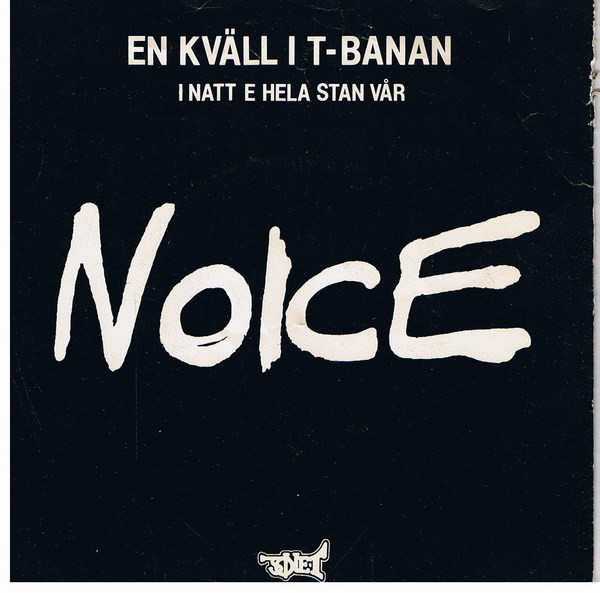 EN KVÄLL I T-BANAN
I NATT E HELA STAN VÅR
NOICE